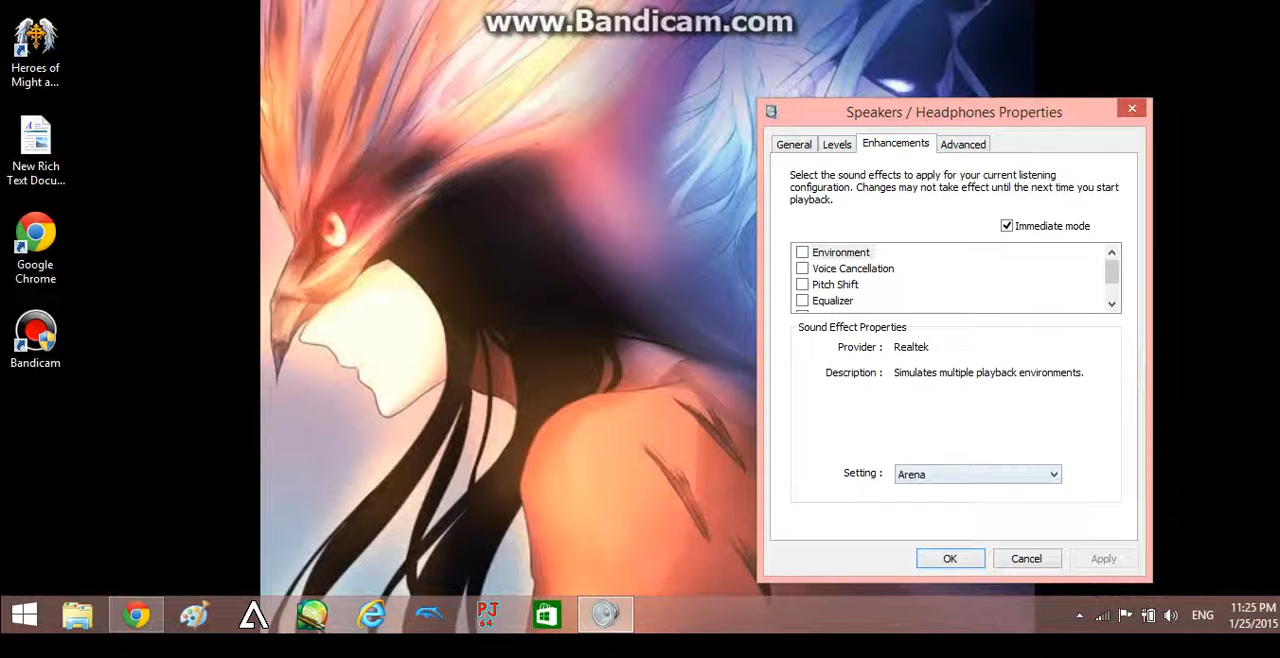 www.Bandicam.com
Heroes of
Might a...
New Rich
Text Docu...
Google
Chrome
Bandicam
Speakers / Headphones Properties
General Levels Enhancements Advanced
Select the sound effects to apply for your current listening
configuration. Changes may not take effect until the next time you start
playback.
Immediate mode
Environment
Voice Cancellation
Pitch Shift
Equalizer
Sound Effect Properties
Provider : Realtek
Description : Simulates multiple playback environments.
Setting : Arena
OK Cancel Apply
PJ
64
ENG
11:25 PM
1/25/2015